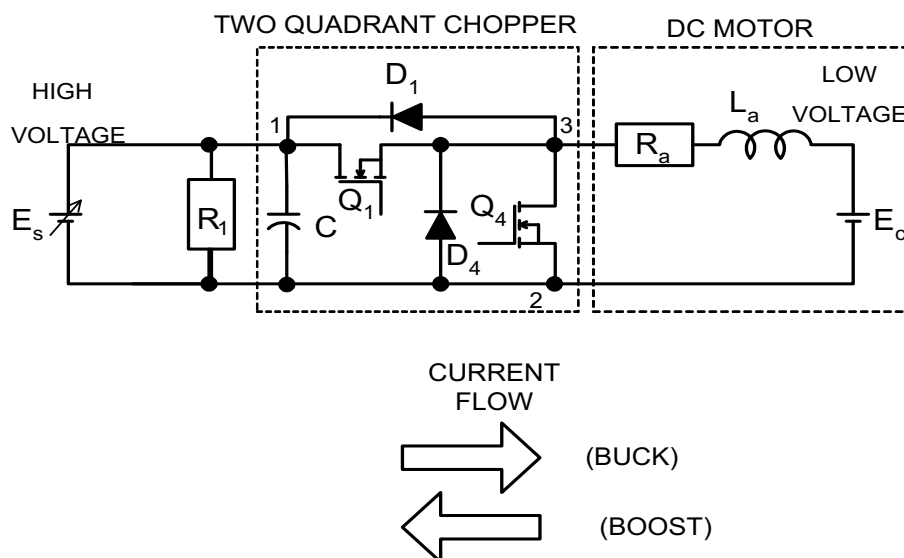 TWO QUADRANT CHOPPER
DC MOTOR
HIGH
VOLTAGE
LOW
VOLTAGE
D1
1
3
La
Ra
Q1
Q4
Es
R1
C
D4
Eo
2
CURRENT
FLOW
(BUCK)
(BOOST)